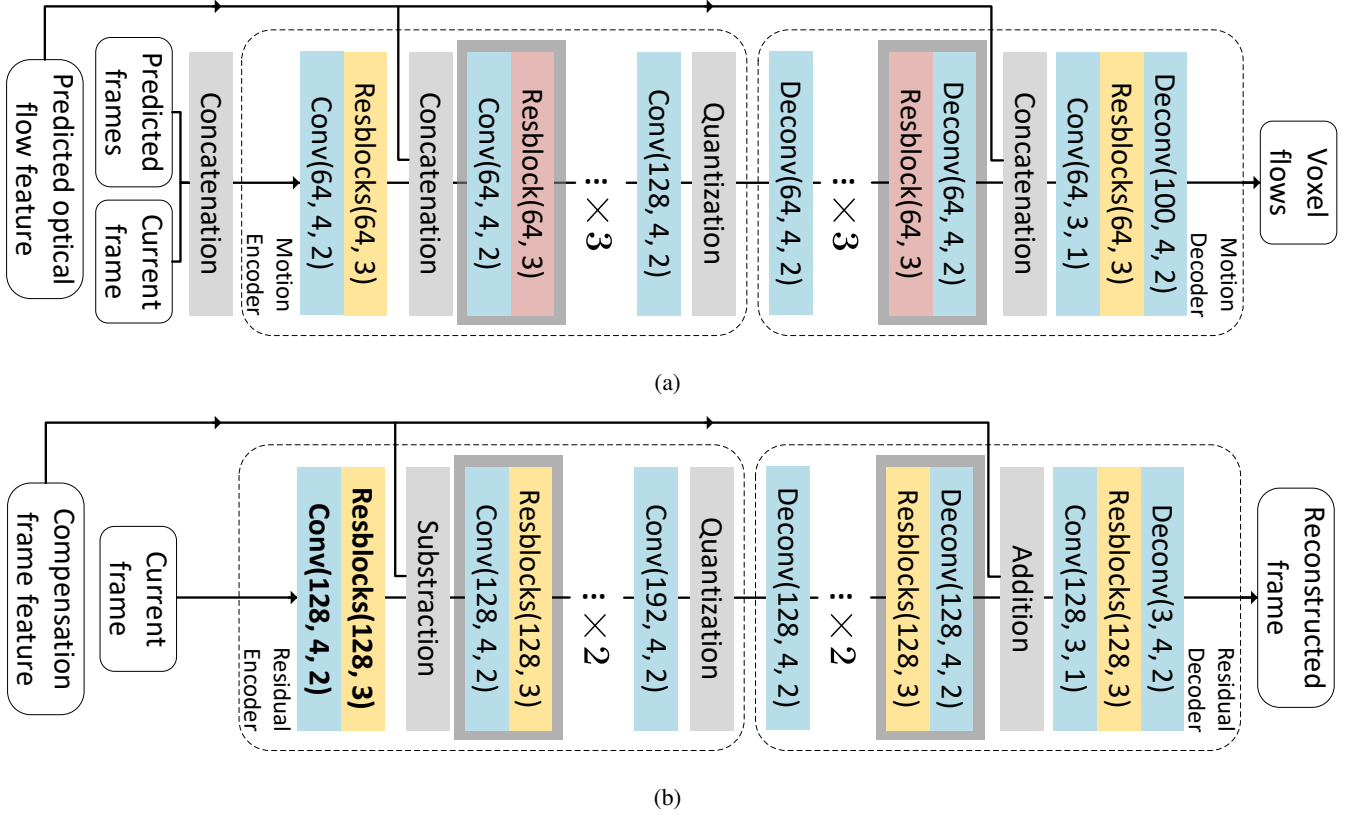 Predicted optical
flow feature
Predicted
frames
Current
frame
Concatenation
Motion
Encoder
Conv(64, 4, 2)
Resblocks(64, 3)
Concatenation
Conv(64, 4, 2)
Resblock(64, 3)
... × 3
Conv(128, 4, 2)
Quantization
Deconv(64, 4, 2)
... × 3
Resblock(64, 3)
Deconv(64, 4, 2)
Concatenation
Conv(64, 3, 1)
Resblocks(64, 3)
Deconv(100, 4, 2)
Motion
Decoder
Voxel
flows
(a)
Compensation
frame feature
Current
frame
Residual
Encoder
Conv(128, 4, 2)
Resblocks(128, 3)
Substraction
Conv(128, 4, 2)
Resblocks(128, 3)
... × 2
Conv(192, 4, 2)
Quantization
Deconv(128, 4, 2)
... × 2
Resblocks(128, 3)
Deconv(128, 4, 2)
Addition
Conv(128, 3, 1)
Resblocks(128, 3)
Deconv(3, 4, 2)
Residual
Decoder
Reconstructed
frame
(b)